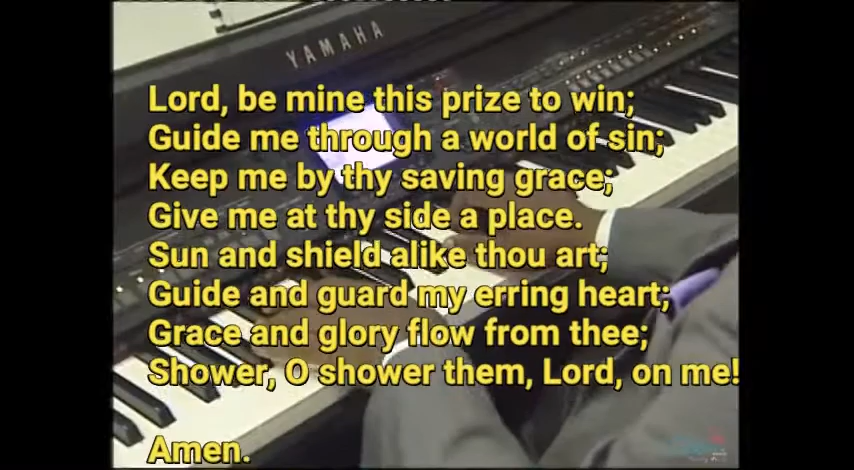 YAMAHA
Lord, be mine this prize to win;
Guide me through a world of sin;
Keep me by thy saving grace;
Give me at thy side a place.
Sun and shield alike thou art;
Guide and guard my erring heart;
Grace and glory flow from thee;
Shower, O shower them, Lord, on me!
Amen.